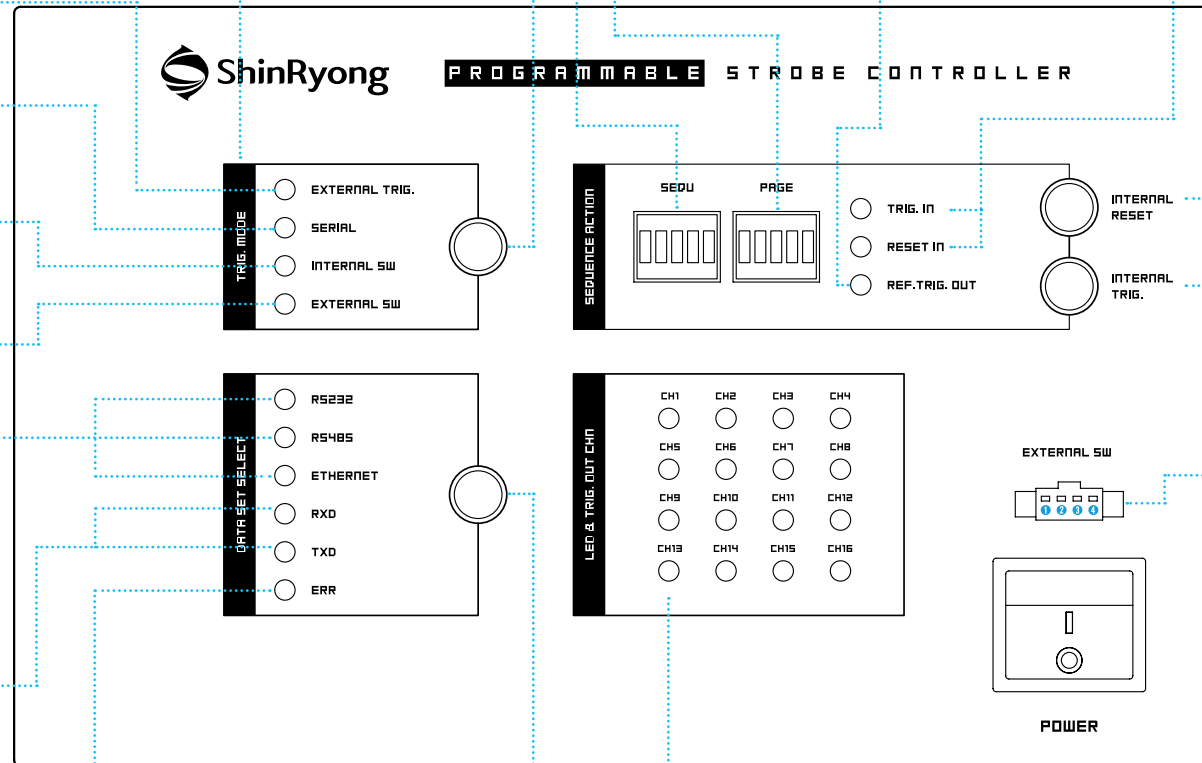 ShinRyong PROGRAMMABLE STROBE CONTROLLER
TRIG. MODE
EXTERNAL TRIG.
SERIAL
INTERNAL SW
EXTERNAL SW
SEQUENCE ACTION
SEQU PAGE
TRIG. IN
RESET IN
REF.TRIG. OUT
INTERNAL
RESET
INTERNAL
TRIG.
DATA SET SELECT
RS232
RS485
ETHERNET
RXD
TXD
ERR
LED & TRIG. OUT CHN
CH1 CH2 CH3 CH4
CH5 CH6 CH7 CH8
CH9 CH10 CH11 CH12
CH13 CH14 CH15 CH16
EXTERNAL SW
1 2 3 4
POWER